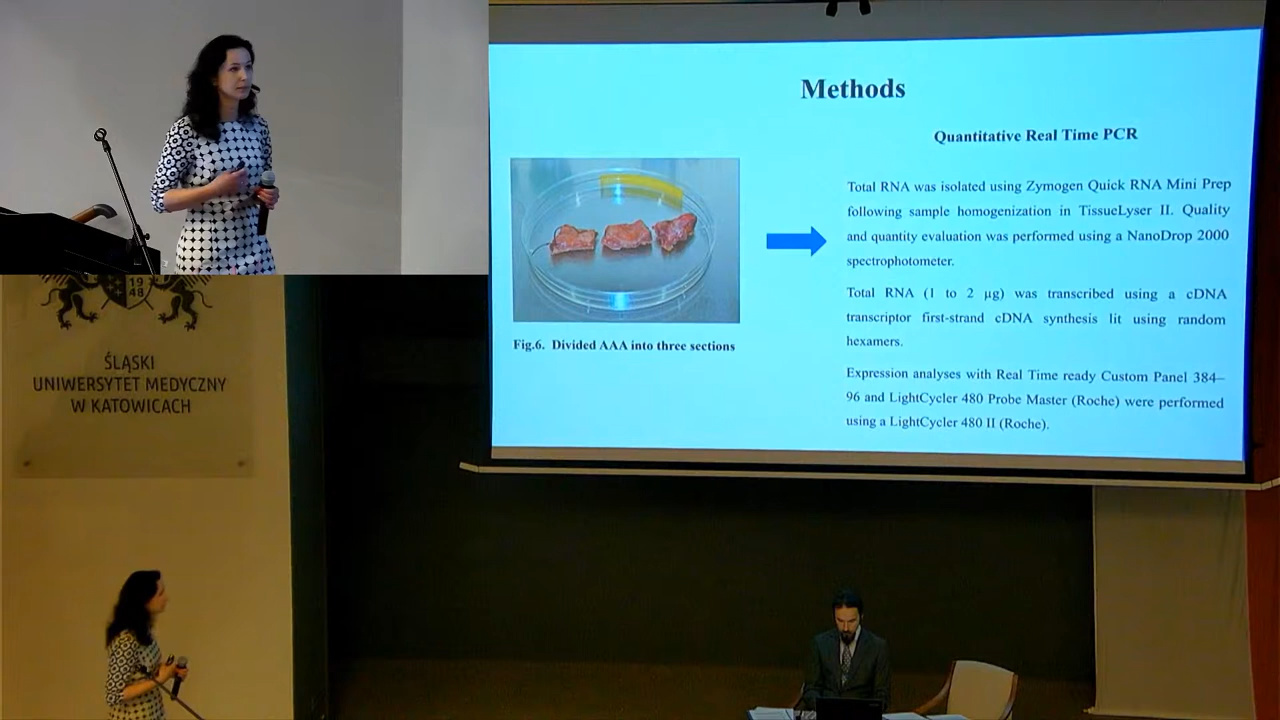 Methods
Quantitative Real Time PCR
Total RNA was isolated using Zymogen Quick RNA Mini Prep
following sample homogenization in TissueLyser II. Quality
and quantity evaluation was performed using a NanoDrop 2000
spectrophotometer.
Total RNA (1 to 2 µg) was transcribed using a cDNA
transcriptor first-strand cDNA synthesis lit using random
hexamers.
Expression analyses with Real Time ready Custom Panel 384–
96 and LightCycler 480 Probe Master (Roche) were performed
using a LightCycler 480 II (Roche).
Fig.6. Divided AAA into three sections
19
48
ŚLĄSKI
UNIWERSYTET MEDYCZNY
W KATOWICACH